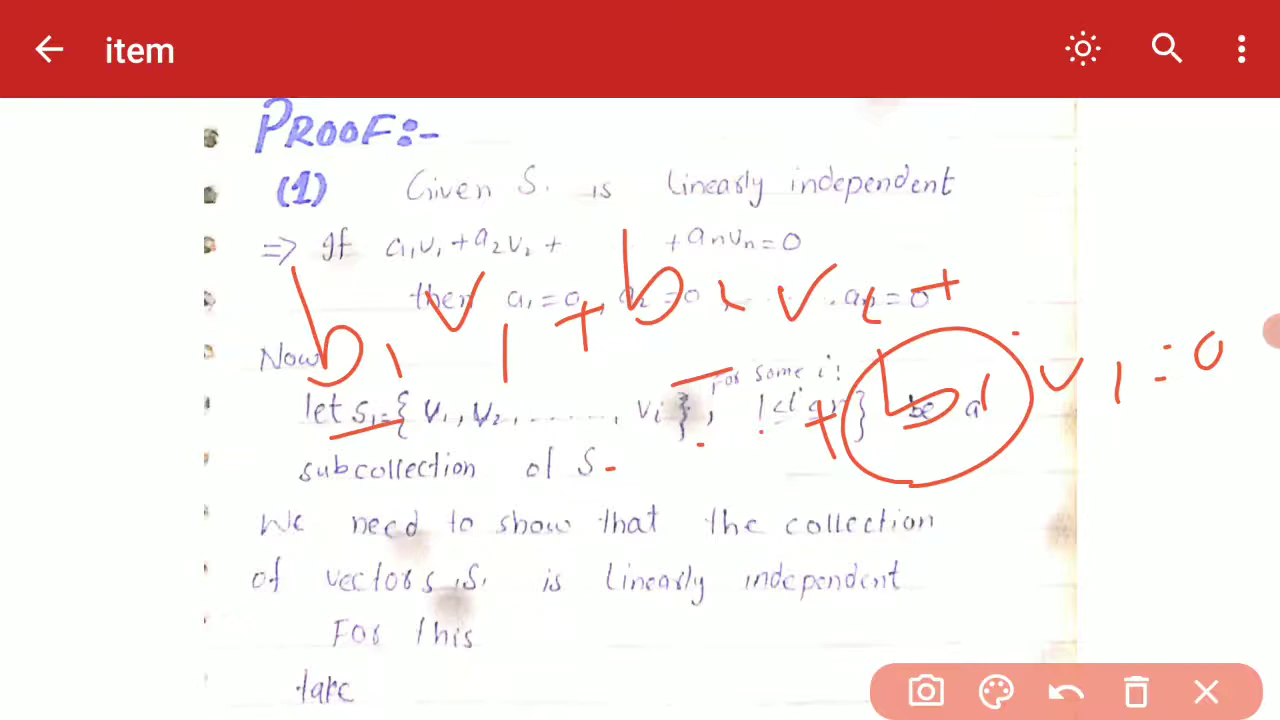 item
PROOF:-
(1) Given S. is linearly independent
=> If a₁v₁+a₂v₂+ +aₙvₙ=0
then a₁=0, a₂=0, ..... aₙ=0
b₁v₁+b₂v₂+
Now
+b₁v₁=0
For some i!
let S₁={v₁,v₂,......,vᵢ}, be a
subcollection of S
We need to show that the collection
of vectors S. is linearly independent
For this
take